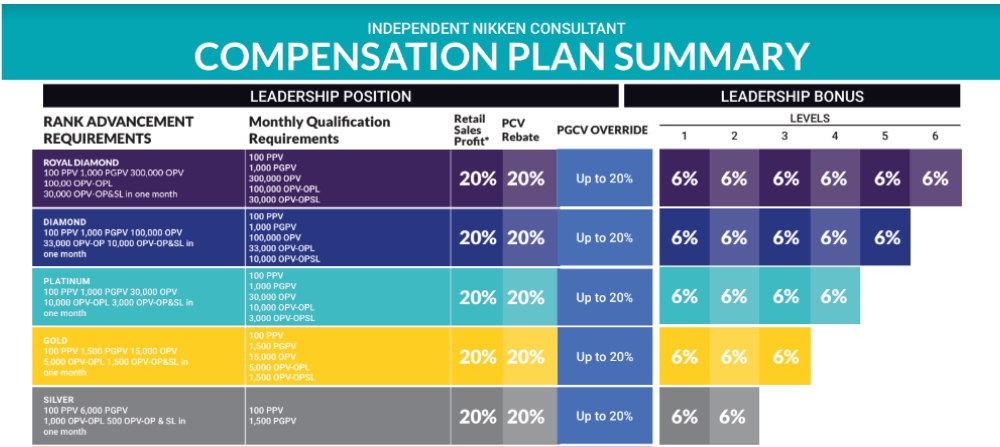 INDEPENDENT NIKKEN CONSULTANT
COMPENSATION PLAN SUMMARY
LEADERSHIP POSITION
LEADERSHIP BONUS
RANK ADVANCEMENT
REQUIREMENTS
Monthly Qualification
Requirements
Retail
Sales
Profit*
PCV
Rebate
PGCV OVERRIDE
LEVELS
1 2 3 4 5 6
ROYAL DIAMOND
100 PPV 1,000 PGPV 300,000 OPV
100,00 OPV-OPL
30,000 OPV-OP&SL in one month
100 PPV
1,000 PGPV
300,000 OPV
100,000 OPV-OPL
30,000 OPV-OPSL
20% 20% Up to 20% 6% 6% 6% 6% 6% 6%
DIAMOND
100 PPV 1,000 PGPV 100,000 OPV
33,000 OPV-OP 10,000 OPV-OP&SL in
one month
100 PPV
1,000 PGPV
100,000 OPV
33,000 OPV-OPL
10,000 OPV-OPSL
20% 20% Up to 20% 6% 6% 6% 6% 6%
PLATINUM
100 PPV 1,000 PGPV 30,000 OPV
10,000 OPV-OPL 3,000 OPV-OP&SL in
one month
100 PPV
1,000 PGPV
30,000 OPV
10,000 OPV-OPL
3,000 OPV-OPSL
20% 20% Up to 20% 6% 6% 6% 6%
GOLD
100 PPV 1,500 PGPV 15,000 OPV
5,000 OPV-OPL 1,500 OPV-OP&SL in
one month
100 PPV
1,500 PGPV
15,000 OPV
5,000 OPV-OPL
1,500 OPV-OPSL
20% 20% Up to 20% 6% 6% 6%
SILVER
100 PPV 6,000 PGPV
1,000 OPV-OPL 500 OPV-OP & SL in
one month
100 PPV
1,500 PGPV
20% 20% Up to 20% 6% 6%